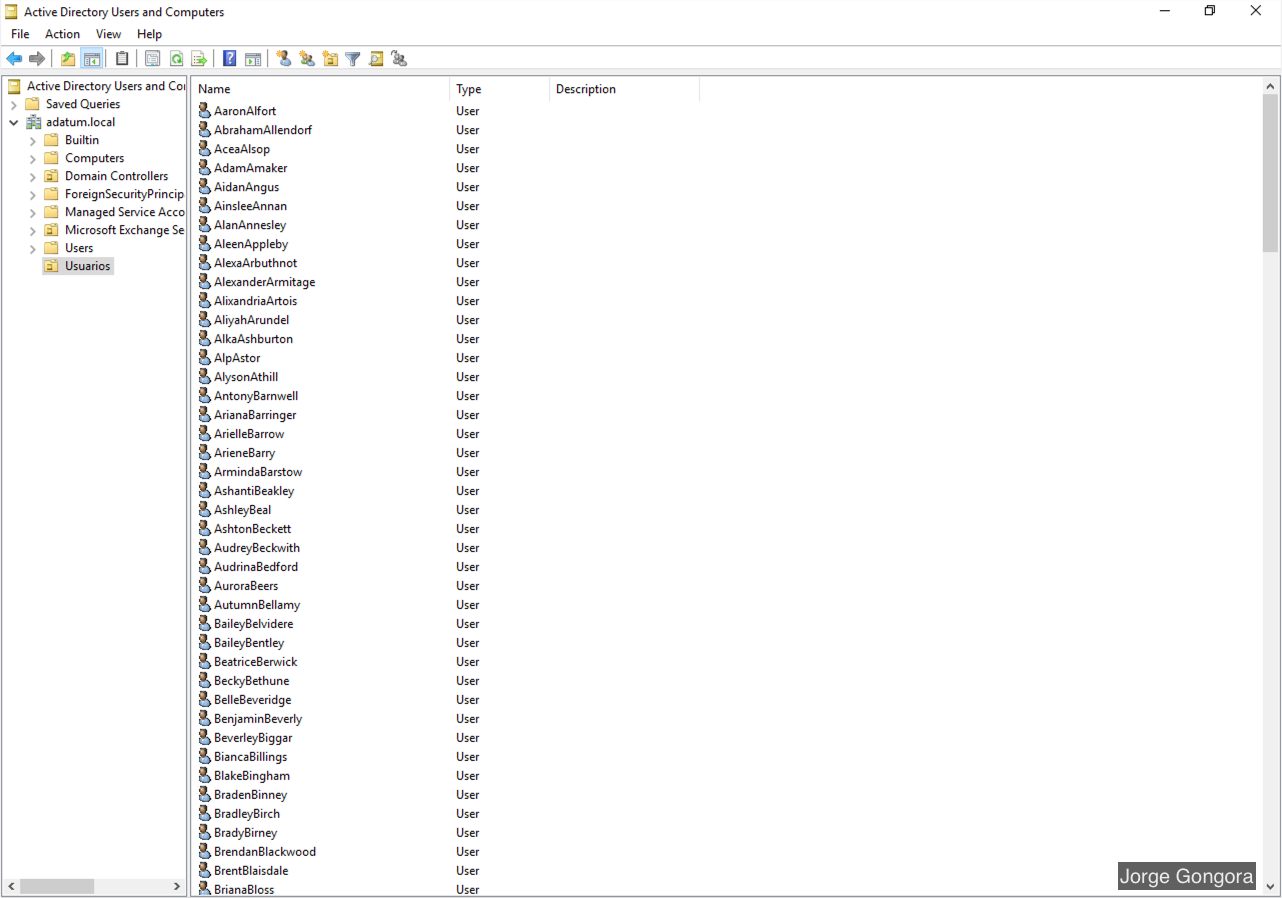 Active Directory Users and Computers
File Action View Help
Active Directory Users and Co
Saved Queries
adatum.local
Builtin
Computers
Domain Controllers
ForeignSecurityPrincip
Managed Service Acco
Microsoft Exchange Se
Users
Usuarios
Name Type Description
AaronAlfort User
AbrahamAllendorf User
AceaAlsop User
AdamAmaker User
AidanAngus User
AinsleeAnnan User
AlanAnnesley User
AleenAppleby User
AlexaArbuthnot User
AlexanderArmitage User
AlixandriaArtois User
AliyahArundel User
AlkaAshburton User
AlpAstor User
AlysonAthill User
AntonyBarnwell User
ArianaBarringer User
ArielleBarrow User
ArieneBarry User
ArmindaBarstow User
AshantiBeakley User
AshleyBeal User
AshtonBeckett User
AudreyBeckwith User
AudrinaBedford User
AuroraBeers User
AutumnBellamy User
BaileyBelvidere User
BaileyBentley User
BeatriceBerwick User
BeckyBethune User
BelleBeveridge User
BenjaminBeverly User
BeverleyBiggar User
BiancaBillings User
BlakeBingham User
BradenBinney User
BradleyBirch User
BradyBirney User
BrendanBlackwood User
BrentBlaisdale User
BrianaBloss User
Jorge Gongora